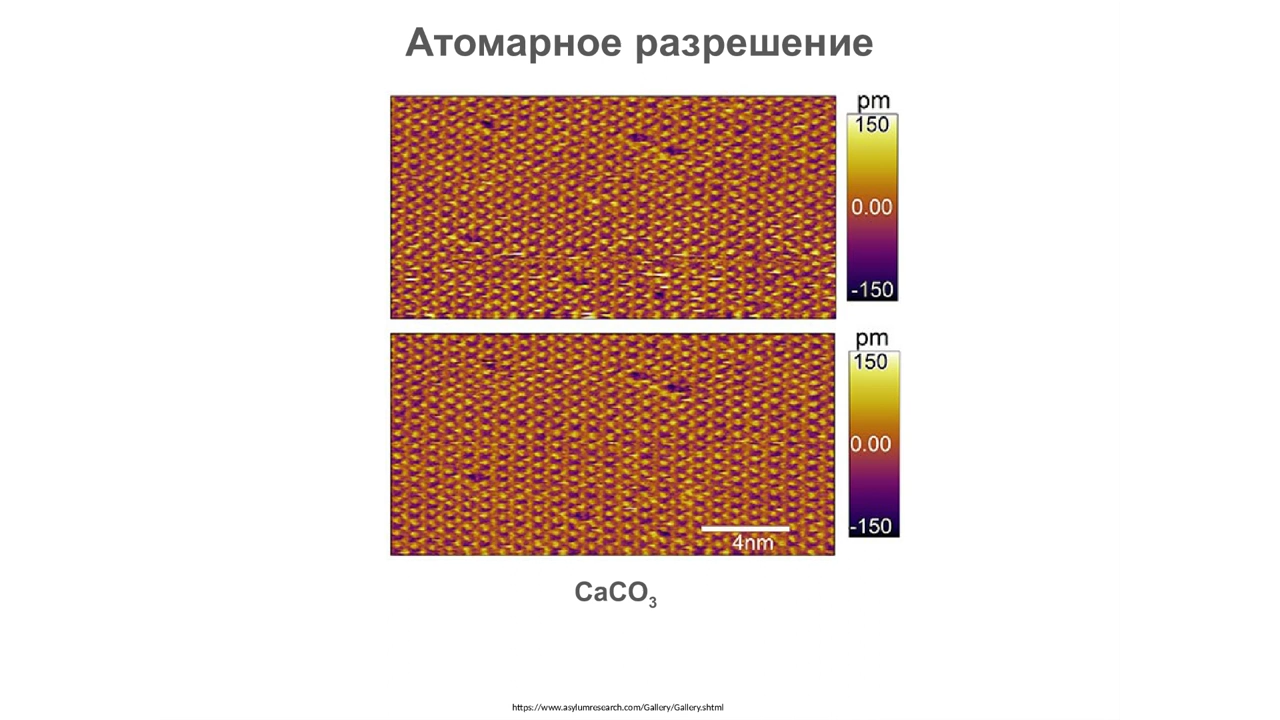 Атомарное разрешение
pm
150
0.00
-150
pm
150
0.00
-150
4nm
CaCO₃
https://www.asylumresearch.com/Gallery/Gallery.shtml